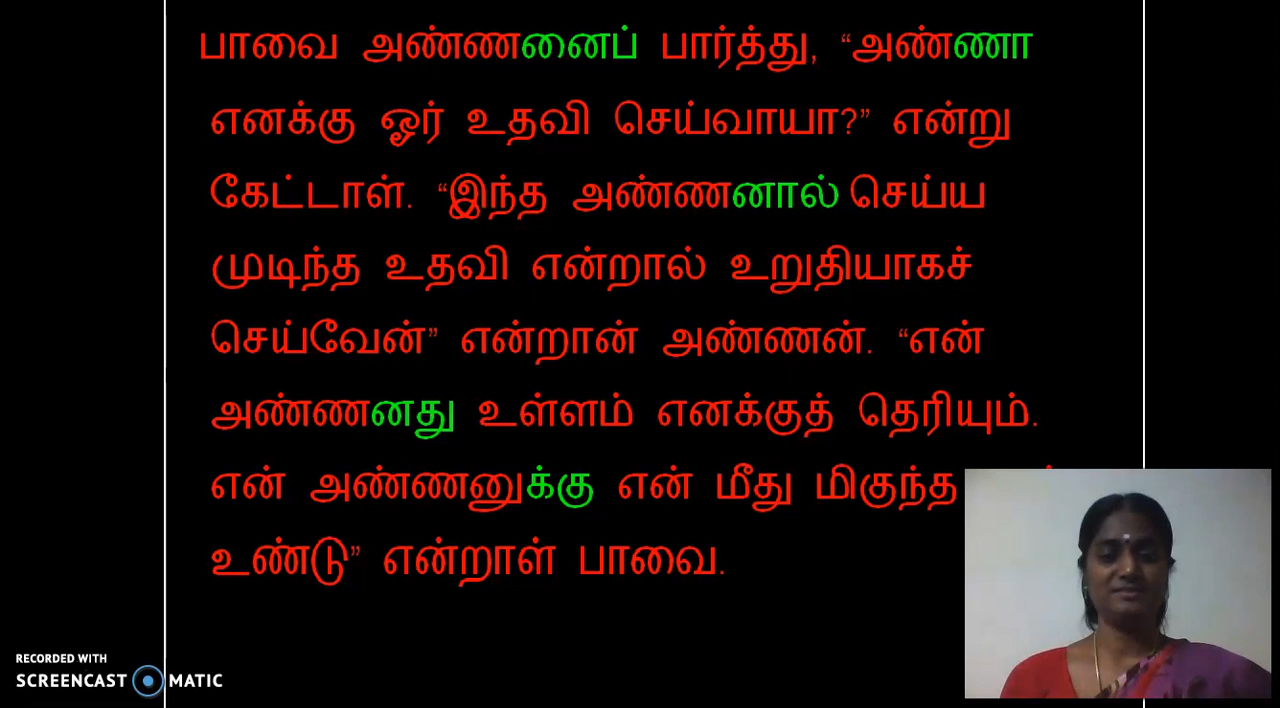 பாவை அண்ணனைப் பார்த்து, “அண்ணா
எனக்கு ஓர் உதவி செய்வாயா?” என்று
கேட்டாள். “இந்த அண்ணனால் செய்ய
முடிந்த உதவி என்றால் உறுதியாகச்
செய்வேன்” என்றான் அண்ணன். “என்
அண்ணனது உள்ளம் எனக்குத் தெரியும்.
என் அண்ணனுக்கு என் மீது மிகுந்த
உண்டு” என்றாள் பாவை.
RECORDED WITH
SCREENCAST MATIC